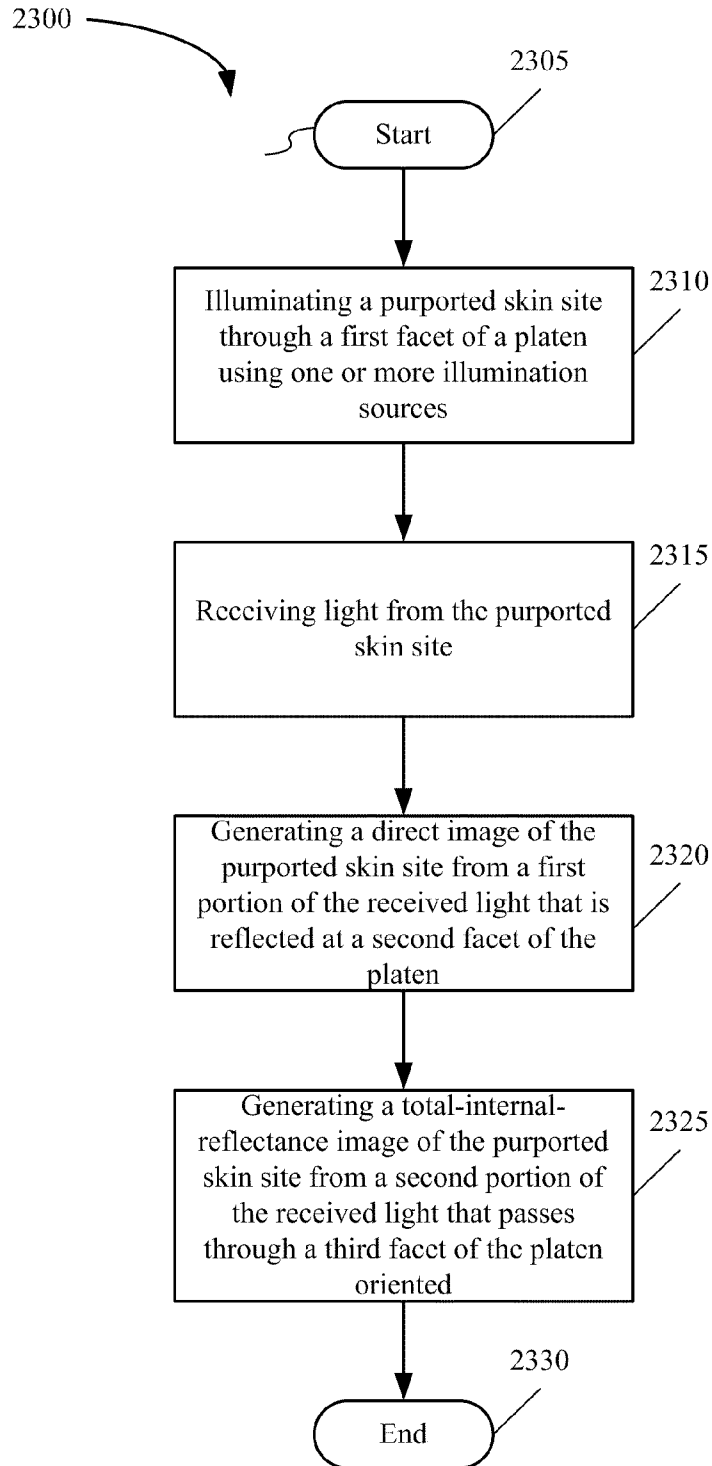 2300
2305
Start
2310
Illuminating a purported skin site
through a first facet of a platen
using one or more illumination
sources
2315
Receiving light from the purported
skin site
Generating a direct image of the
purported skin site from a first
2320
portion of the received light that is
reflected at a second facet of the
platen
Generating a total-internal-
reflectance image of the purported
2325
skin site from a second portion of
the received light that passes
through a third facet of the platen
oriented
2330
End